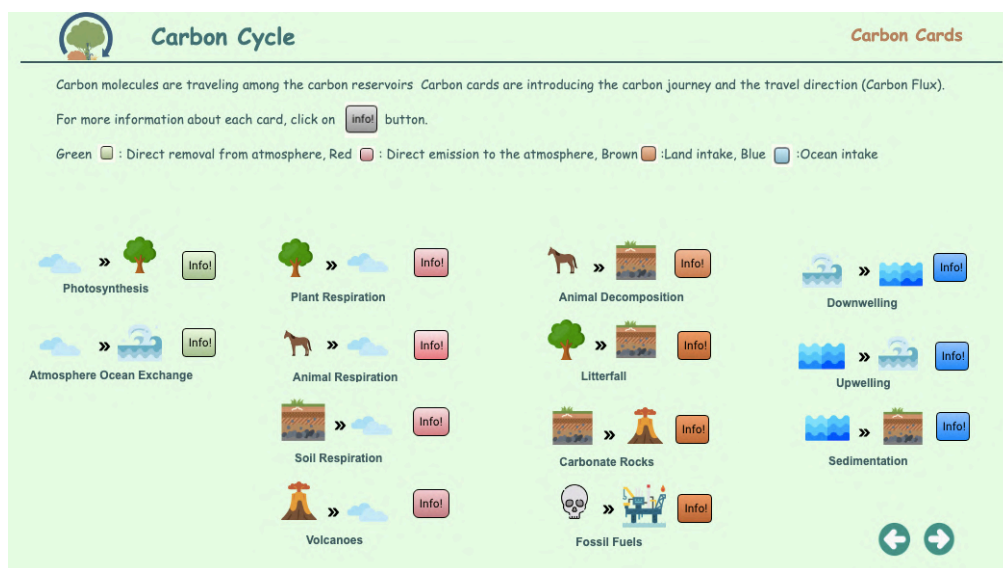 Carbon Cycle
Carbon Cards
Carbon molecules are traveling among the carbon reservoirs Carbon cards are introducing the carbon journey and the travel direction (Carbon Flux).
For more information about each card, click on info! button.
Green : Direct removal from atmosphere, Red : Direct emission to the atmosphere, Brown :Land intake, Blue :Ocean intake
» Info!
Photosynthesis
» Info!
Atmosphere Ocean Exchange
» Info!
Plant Respiration
» Info!
Animal Respiration
» Info!
Soil Respiration
» Info!
Volcanoes
» Info!
Animal Decomposition
» Info!
Litterfall
» Info!
Carbonate Rocks
» Info!
Fossil Fuels
» Info!
Downwelling
» Info!
Upwelling
» Info!
Sedimentation